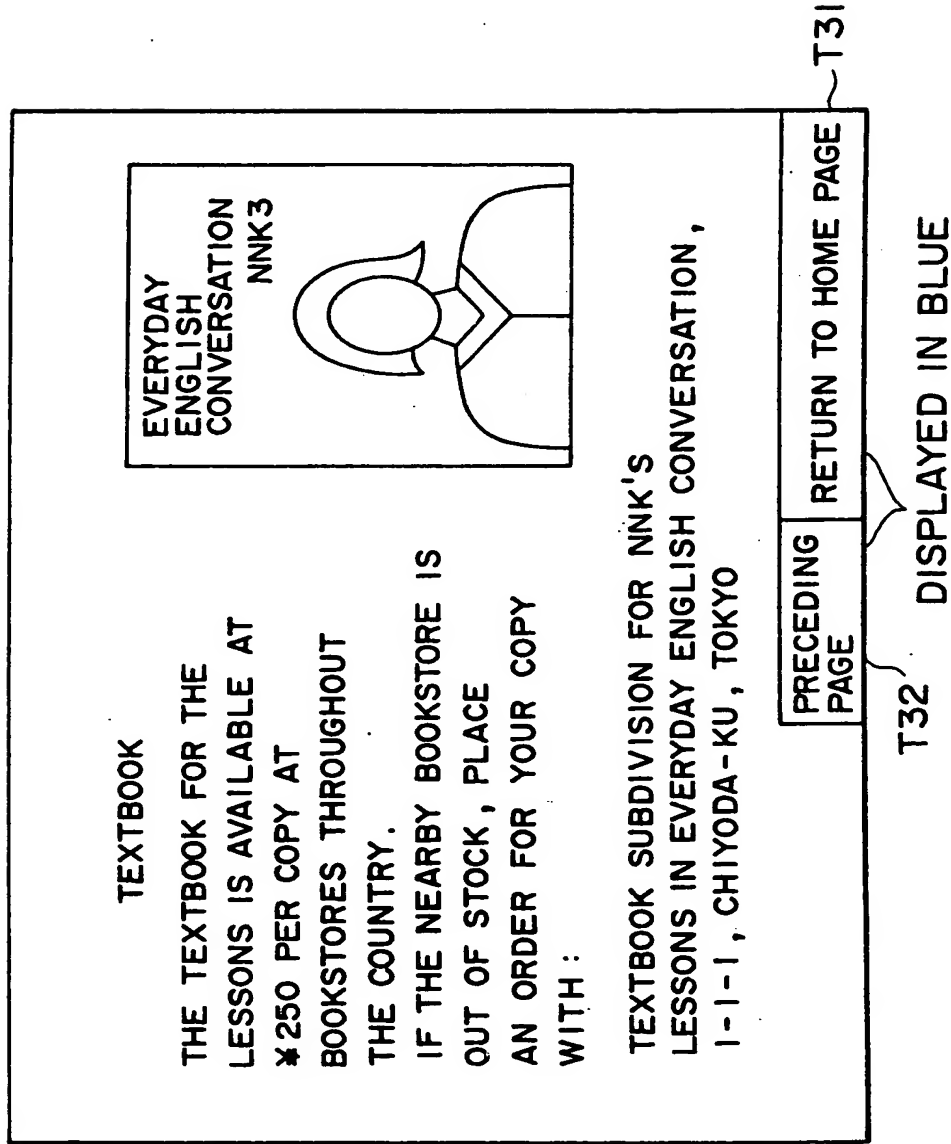 TEXTBOOK
THE TEXTBOOK FOR THE
LESSONS IS AVAILABLE AT
¥250 PER COPY AT
BOOKSTORES THROUGHOUT
THE COUNTRY.
IF THE NEARBY BOOKSTORE IS
OUT OF STOCK, PLACE
AN ORDER FOR YOUR COPY
WITH:
EVERYDAY
ENGLISH
CONVERSATION
NNK3
TEXTBOOK SUBDIVISION FOR NNK'S
LESSONS IN EVERYDAY ENGLISH CONVERSATION,
1-1-1, CHIYODA-KU, TOKYO
PRECEDING
PAGE
RETURN TO HOME PAGE
T31
T32
DISPLAYED IN BLUE